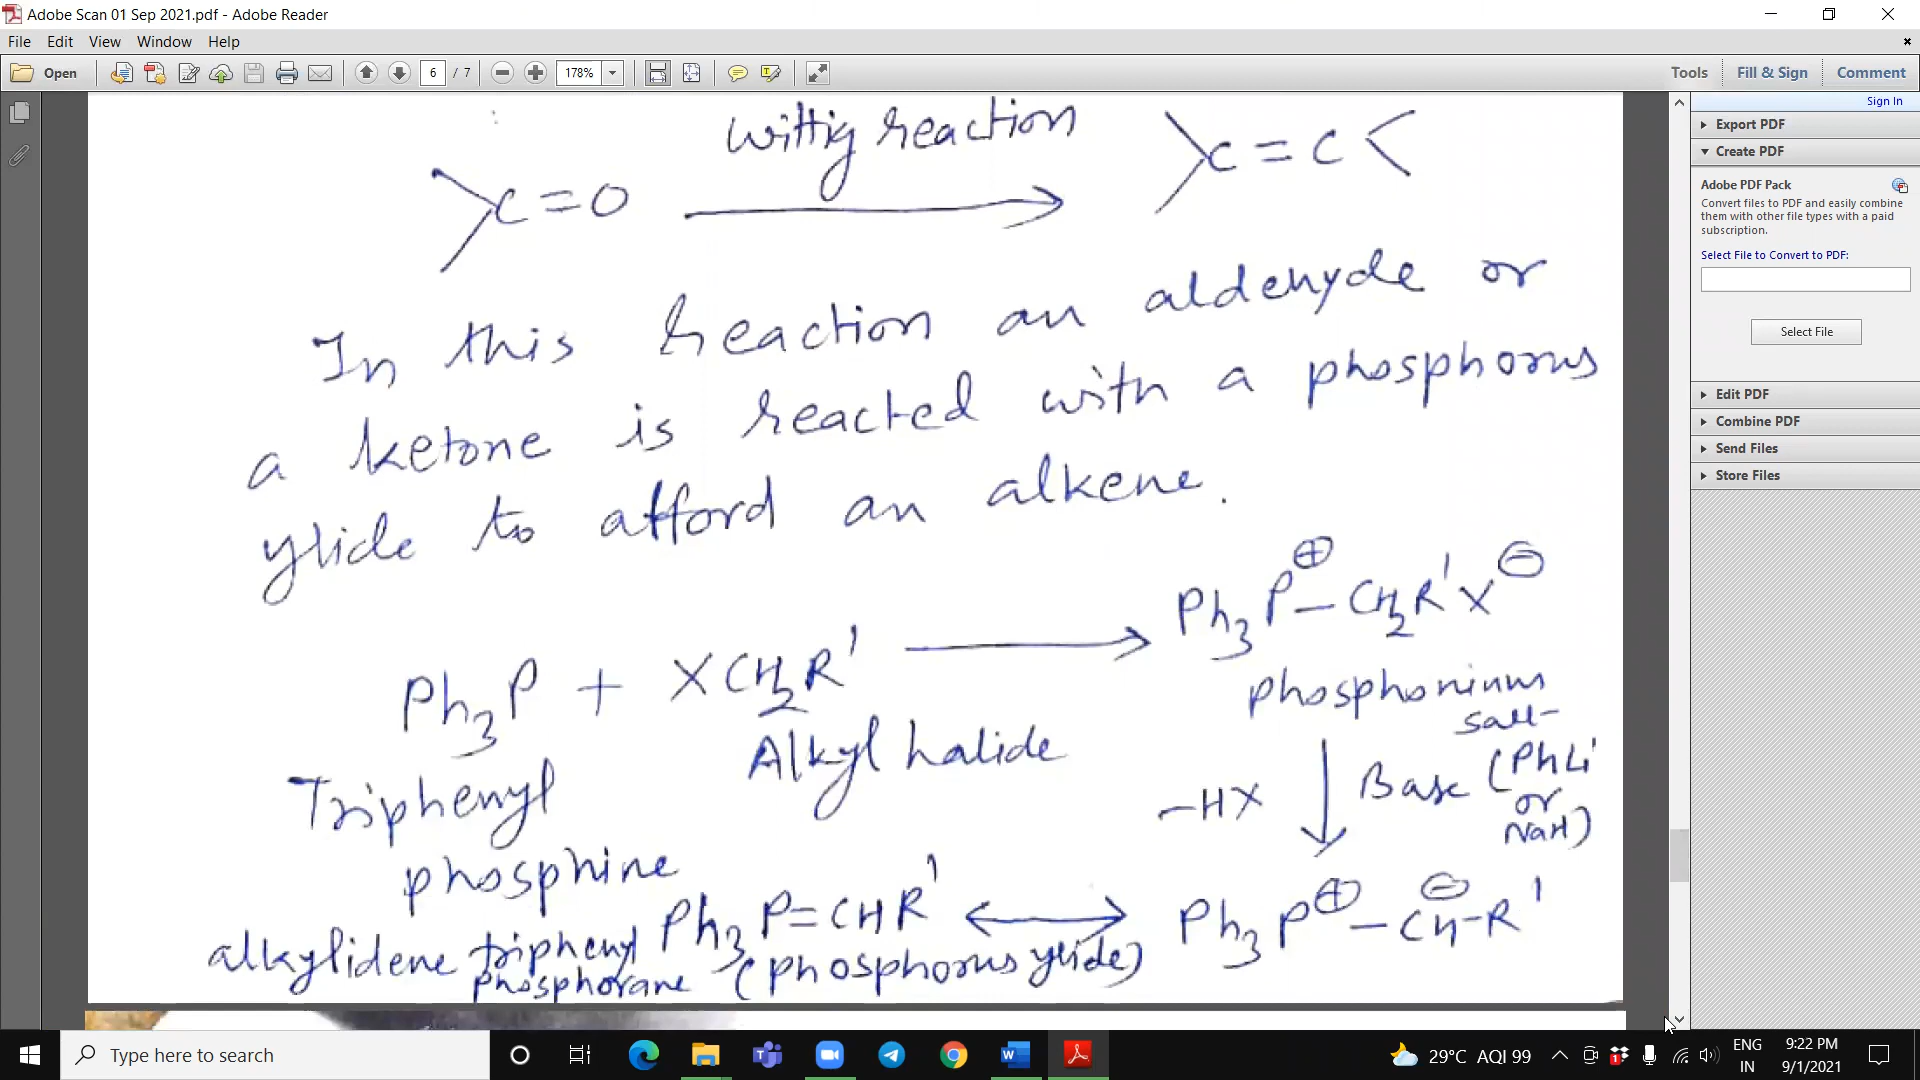 Adobe Scan 01 Sep 2021.pdf - Adobe Reader
File Edit View Window Help
Open 6 / 7 178% Tools Fill & Sign Comment
Sign In
Export PDF
Create PDF
Adobe PDF Pack
Convert files to PDF and easily combine
them with other file types with a paid
subscription.
Select File to Convert to PDF:
Select File
Edit PDF
Combine PDF
Send Files
Store Files
Wittig reaction
C=O
C=C
In this reaction an aldehyde or
a ketone is reacted with a phosphorus
ylide to afford an alkene.
Ph₃P + XCH₂R' → Ph₃P⊕–CH₂R' X⊖
Triphenyl phosphine
Alkyl halide
phosphonium salt
–HX Base (PhLi or NaH)
Ph₃P=CHR' ↔ Ph₃P⊕–CH⊖–R'
alkylidene triphenyl phosphorane (phosphorus ylide)
Type here to search
29°C AQI 99
ENG
IN
9:22 PM
9/1/2021